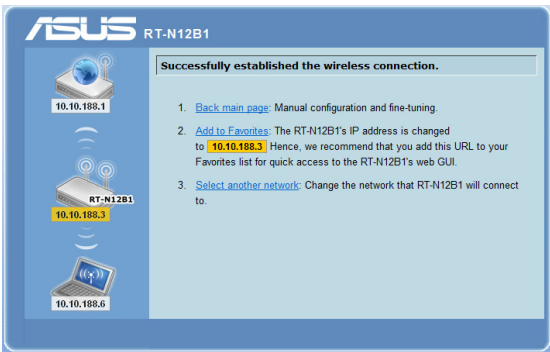 ASUS RT-N12B1
Successfully established the wireless connection.
10.10.188.1
1. Back main page: Manual configuration and fine-tuning.
2. Add to Favorites: The RT-N12B1's IP address is changed
to 10.10.188.3 Hence, we recommend that you add this URL to your
Favorites list for quick access to the RT-N12B1's web GUI.
3. Select another network: Change the network that RT-N12B1 will connect
to.
RT-N12B1
10.10.188.3
10.10.188.6